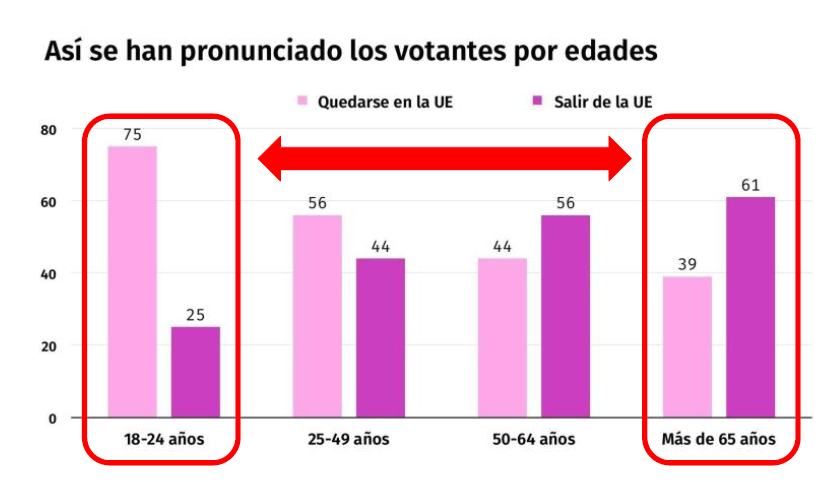 Así se han pronunciado los votantes por edades
Quedarse en la UE
Salir de la UE
80
60
40
20
0
75
25
56
44
44
56
39
61
18-24 años
25-49 años
50-64 años
Más de 65 años